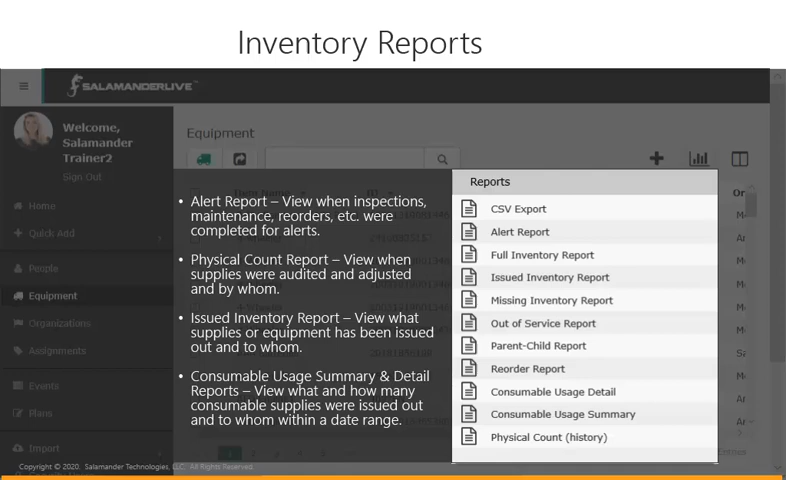 Inventory Reports
SALAMANDERLIVE
Welcome,
Salamander
Trainer2
Sign Out
Home
Quick Add
People
Equipment
Organizations
Assignments
Events
Plans
Import
Equipment
• Alert Report – View when inspections,
maintenance, reorders, etc. were
completed for alerts.
• Physical Count Report – View when
supplies were audited and adjusted
and by whom.
• Issued Inventory Report – View what
supplies or equipment has been issued
out and to whom.
• Consumable Usage Summary & Detail
Reports – View what and how many
consumable supplies were issued out
and to whom within a date range.
Reports
CSV Export
Alert Report
Full Inventory Report
Issued Inventory Report
Missing Inventory Report
Out of Service Report
Parent-Child Report
Reorder Report
Consumable Usage Detail
Consumable Usage Summary
Physical Count (history)
Copyright © 2020. Salamander Technologies, LLC. All Rights Reserved.